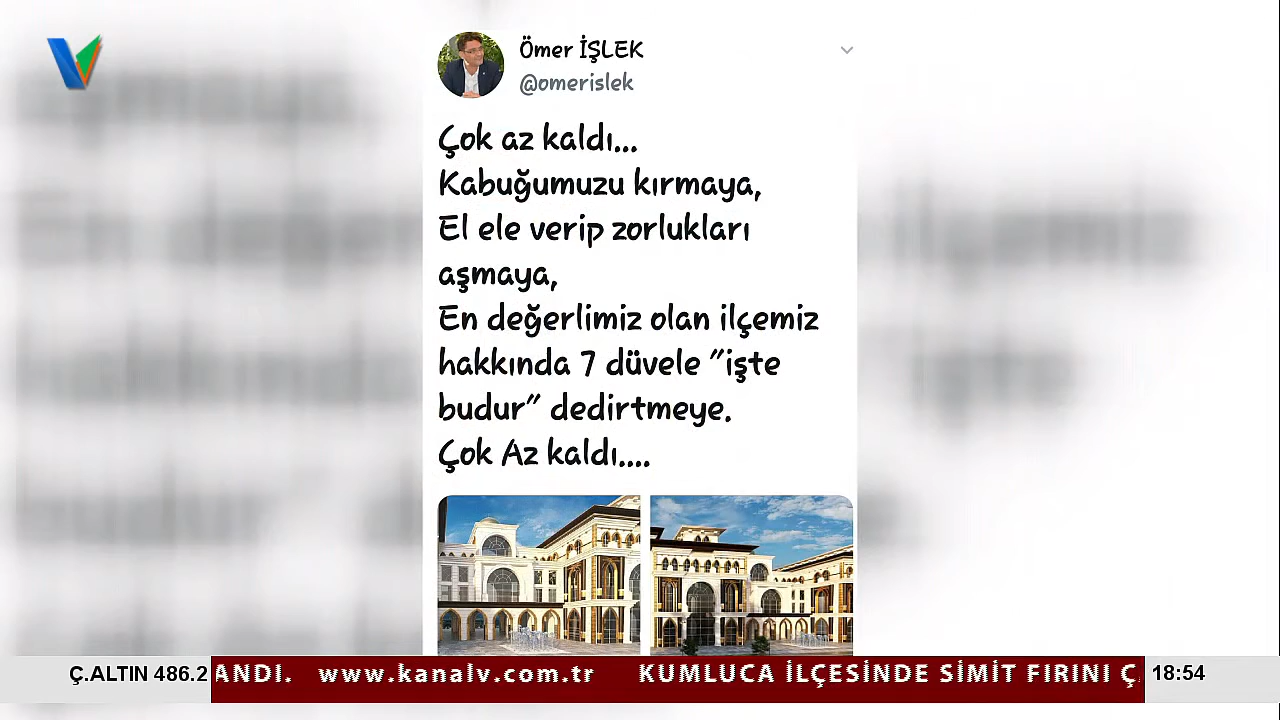 Ömer İŞLEK
@omerislek
Çok az kaldı...
Kabuğumuzu kırmaya,
El ele verip zorlukları
aşmaya,
En değerlimiz olan ilçemiz
hakkında 7 düvele "işte
budur" dedirtmeye.
Çok Az kaldı....
Ç.ALTIN 486.2 ANDI. www.kanalv.com.tr KUMLUCA İLÇESİNDE SİMİT FIRINI Ç 18:54